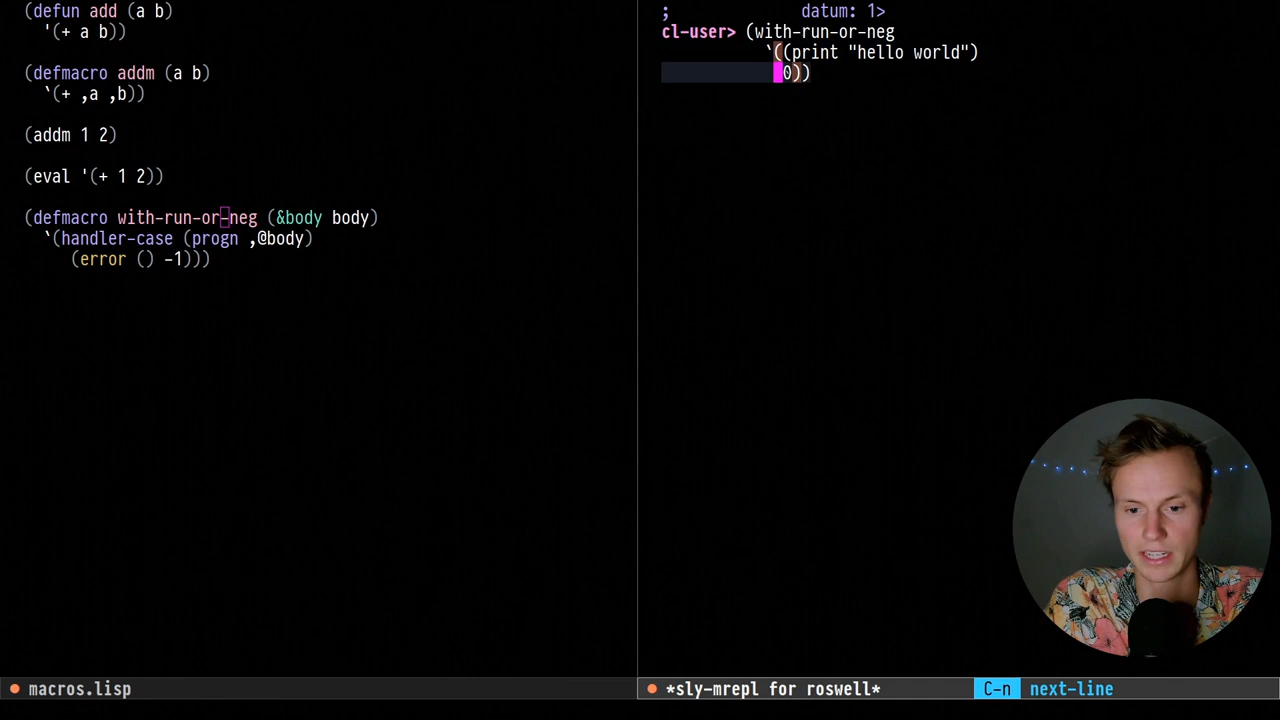 (defun add (a b)
  '(+ a b))
(defmacro addm (a b)
  `(+ ,a ,b))
(addm 1 2)
(eval '(+ 1 2))
(defmacro with-run-or-neg (&body body)
  `(handler-case (progn ,@body)
     (error () -1)))
;              datum: 1>
cl-user> (with-run-or-neg
           `((print "hello world")
             0))
macros.lisp
*sly-mrepl for roswell* C-n next-line